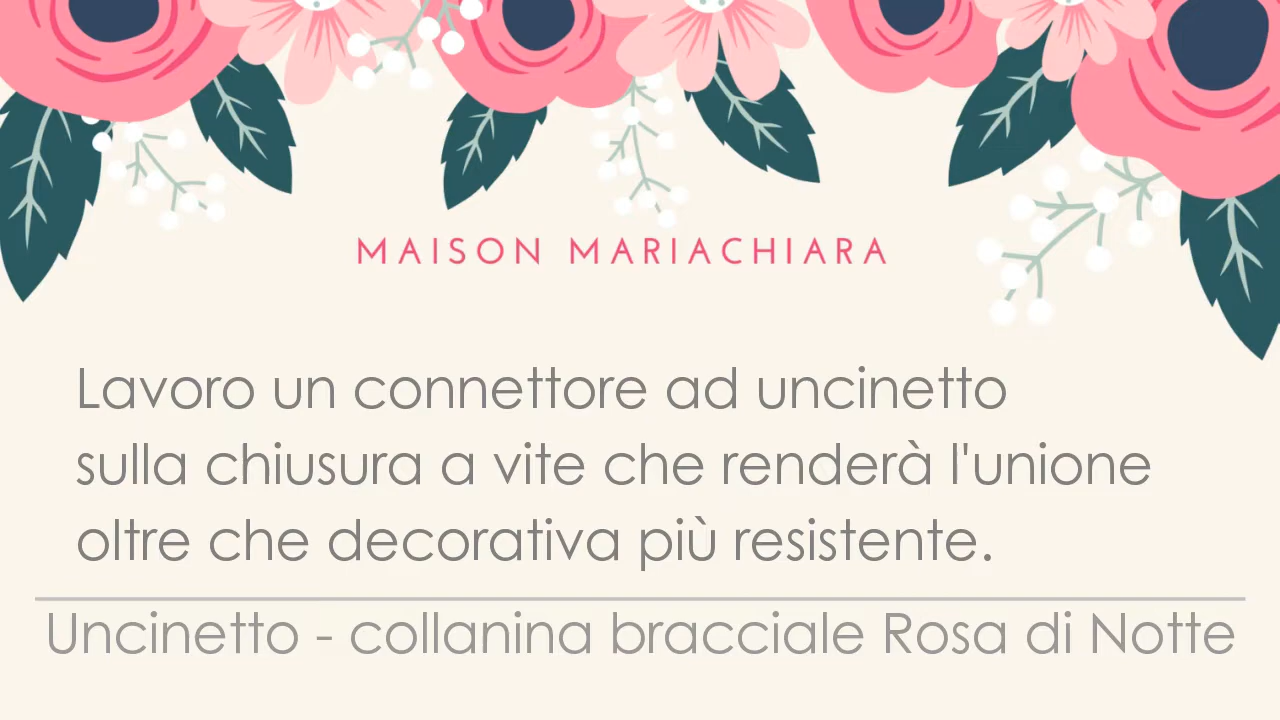 MAISON MARIACHIARA
Lavoro un connettore ad uncinetto
sulla chiusura a vite che renderà l'unione
oltre che decorativa più resistente.
Uncinetto - collanina bracciale Rosa di Notte